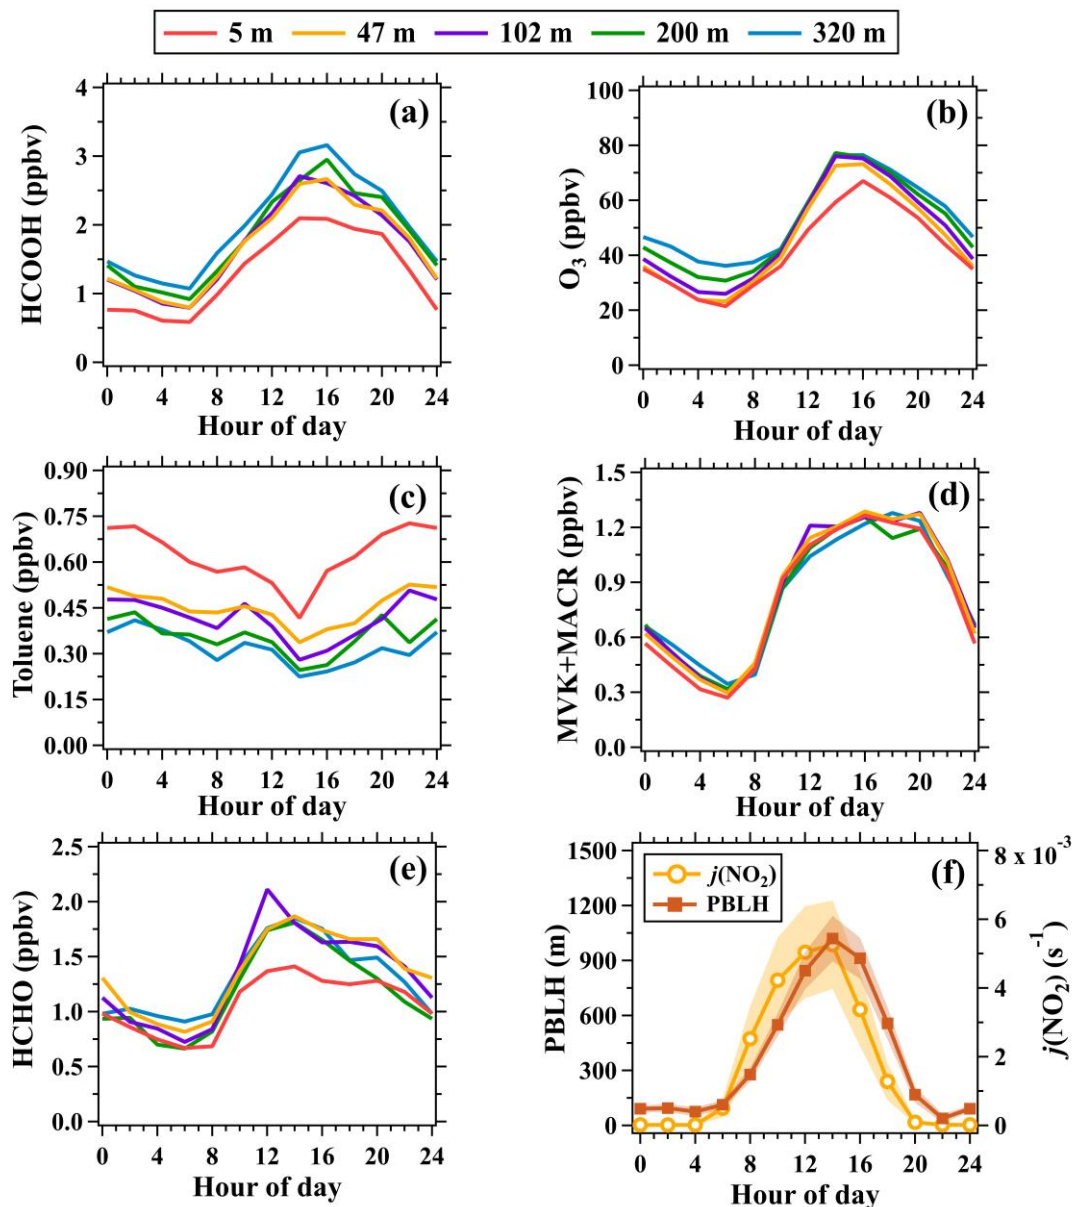 5 m 47 m 102 m 200 m 320 m
(a)
HCOOH (ppbv)
4
3
2
1
0
0 4 8 12 16 20 24
Hour of day
(b)
O3 (ppbv)
100
80
60
40
20
0
0 4 8 12 16 20 24
Hour of day
(c)
Toluene (ppbv)
0.90
0.75
0.60
0.45
0.30
0.15
0.00
0 4 8 12 16 20 24
Hour of day
(d)
MVK+MACR (ppbv)
1.5
1.2
0.9
0.6
0.3
0.0
0 4 8 12 16 20 24
Hour of day
(e)
HCHO (ppbv)
2.5
2.0
1.5
1.0
0.5
0.0
0 4 8 12 16 20 24
Hour of day
(f)
j(NO2)
PBLH
PBLH (m)
1500
1200
900
600
300
0
8 x 10-3
6
4
2
0
j(NO2) (s-1)
0 4 8 12 16 20 24
Hour of day